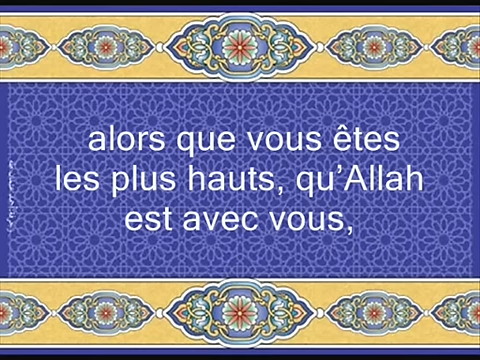 alors que vous êtes
les plus hauts, qu’Allah
est avec vous,